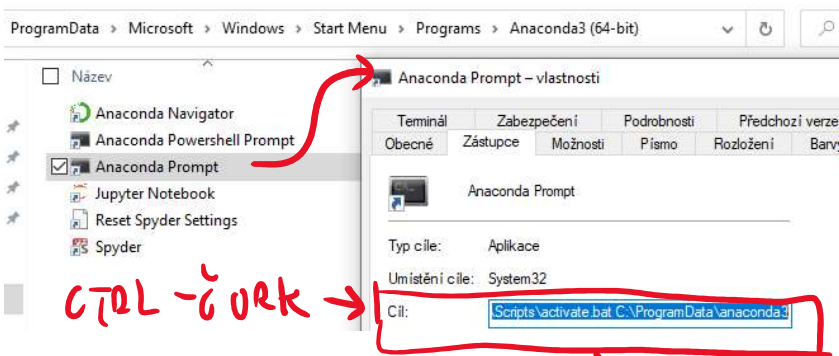 ProgramData > Microsoft > Windows > Start Menu > Programs > Anaconda3 (64-bit)
Název
Anaconda Navigator
Anaconda Powershell Prompt
Anaconda Prompt
Jupyter Notebook
Reset Spyder Settings
Spyder
Anaconda Prompt – vlastnosti
Terminál Zabezpečení Podrobnosti Předchozí verze
Obecné Zástupce Možnosti Písmo Rozložení Barvy
Anaconda Prompt
Typ cíle: Aplikace
Umístění cíle: System32
CTRL-
Cíl: \Scripts\activate.bat C:\ProgramData\anaconda3